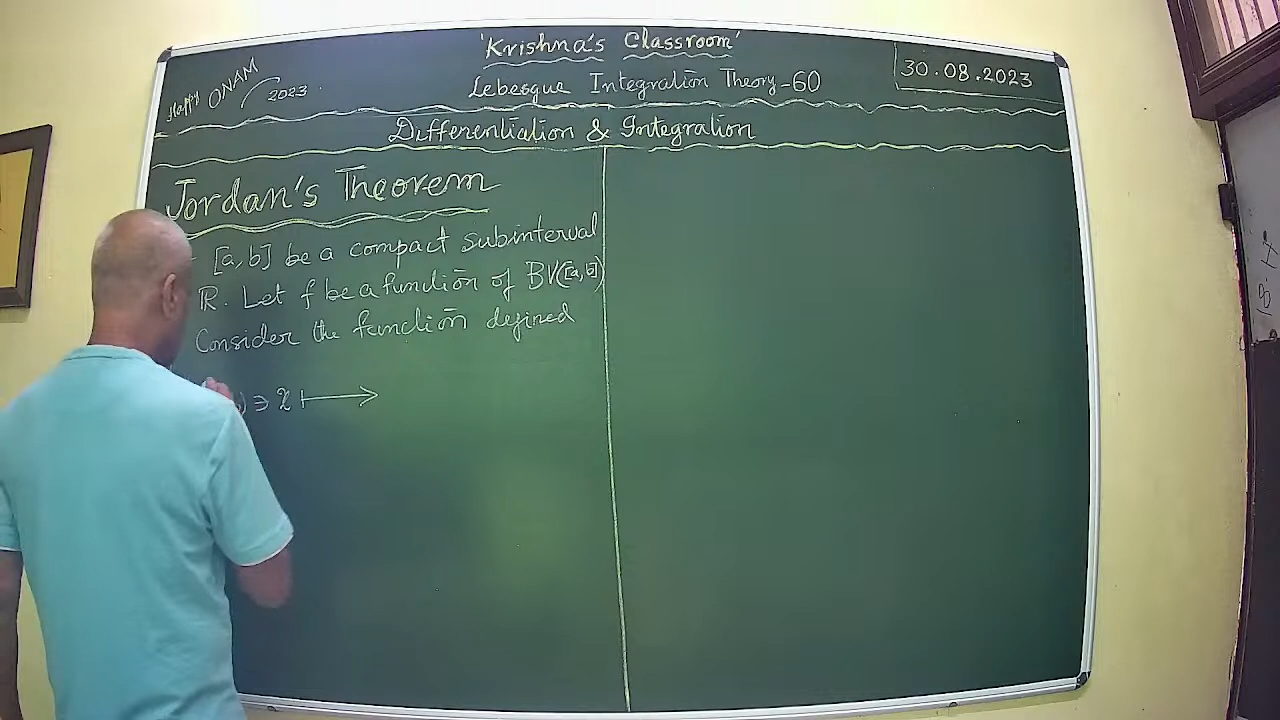 'Krishna's Classroom'
Happy ONAM 2023
Lebesgue Integration Theory-60
30.08.2023
Differentiation & Integration
Jordan's Theorem
[a,b] be a compact subinterval
ℝ. Let f be a function of BV([a,b])
Consider the function defined
∋ x ↦